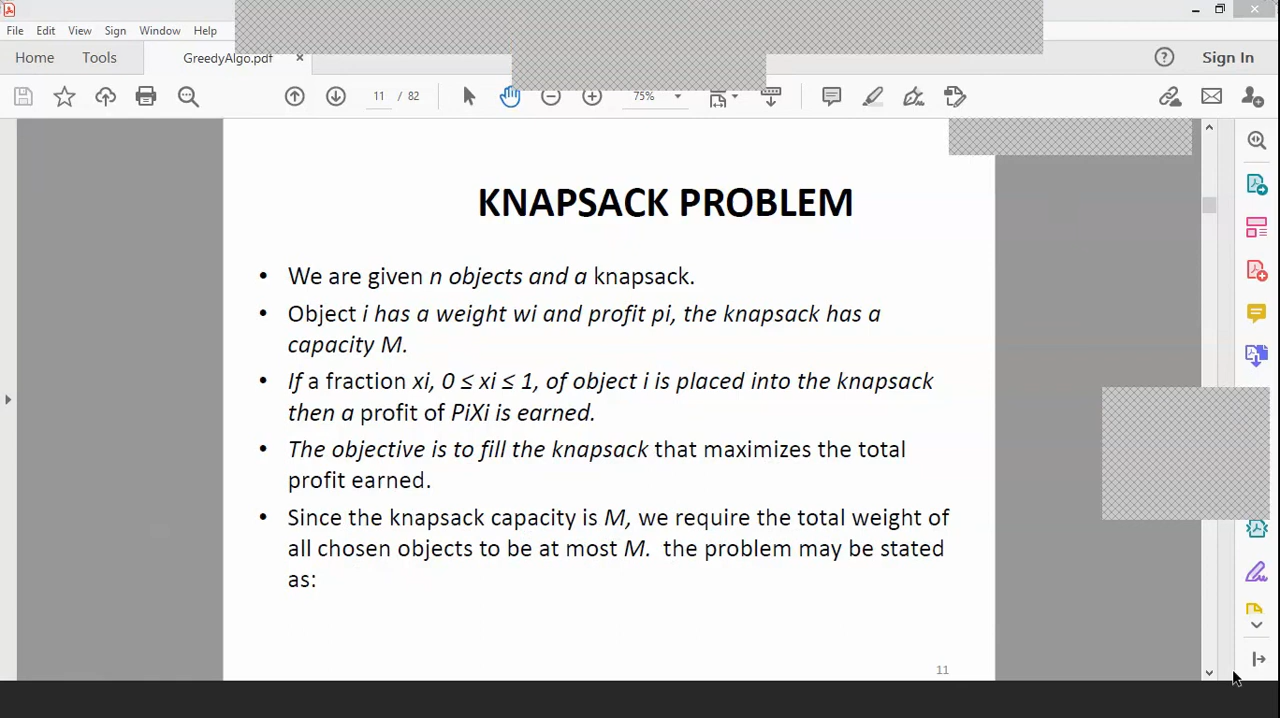 File Edit View Sign Window Help
Home Tools GreedyAlgo.pdf × Sign In
11 / 82 75%
KNAPSACK PROBLEM
• We are given n objects and a knapsack.
• Object i has a weight wi and profit pi, the knapsack has a
capacity M.
• If a fraction xi, 0 ≤ xi ≤ 1, of object i is placed into the knapsack
then a profit of PiXi is earned.
• The objective is to fill the knapsack that maximizes the total
profit earned.
• Since the knapsack capacity is M, we require the total weight of
all chosen objects to be at most M. the problem may be stated
as:
11